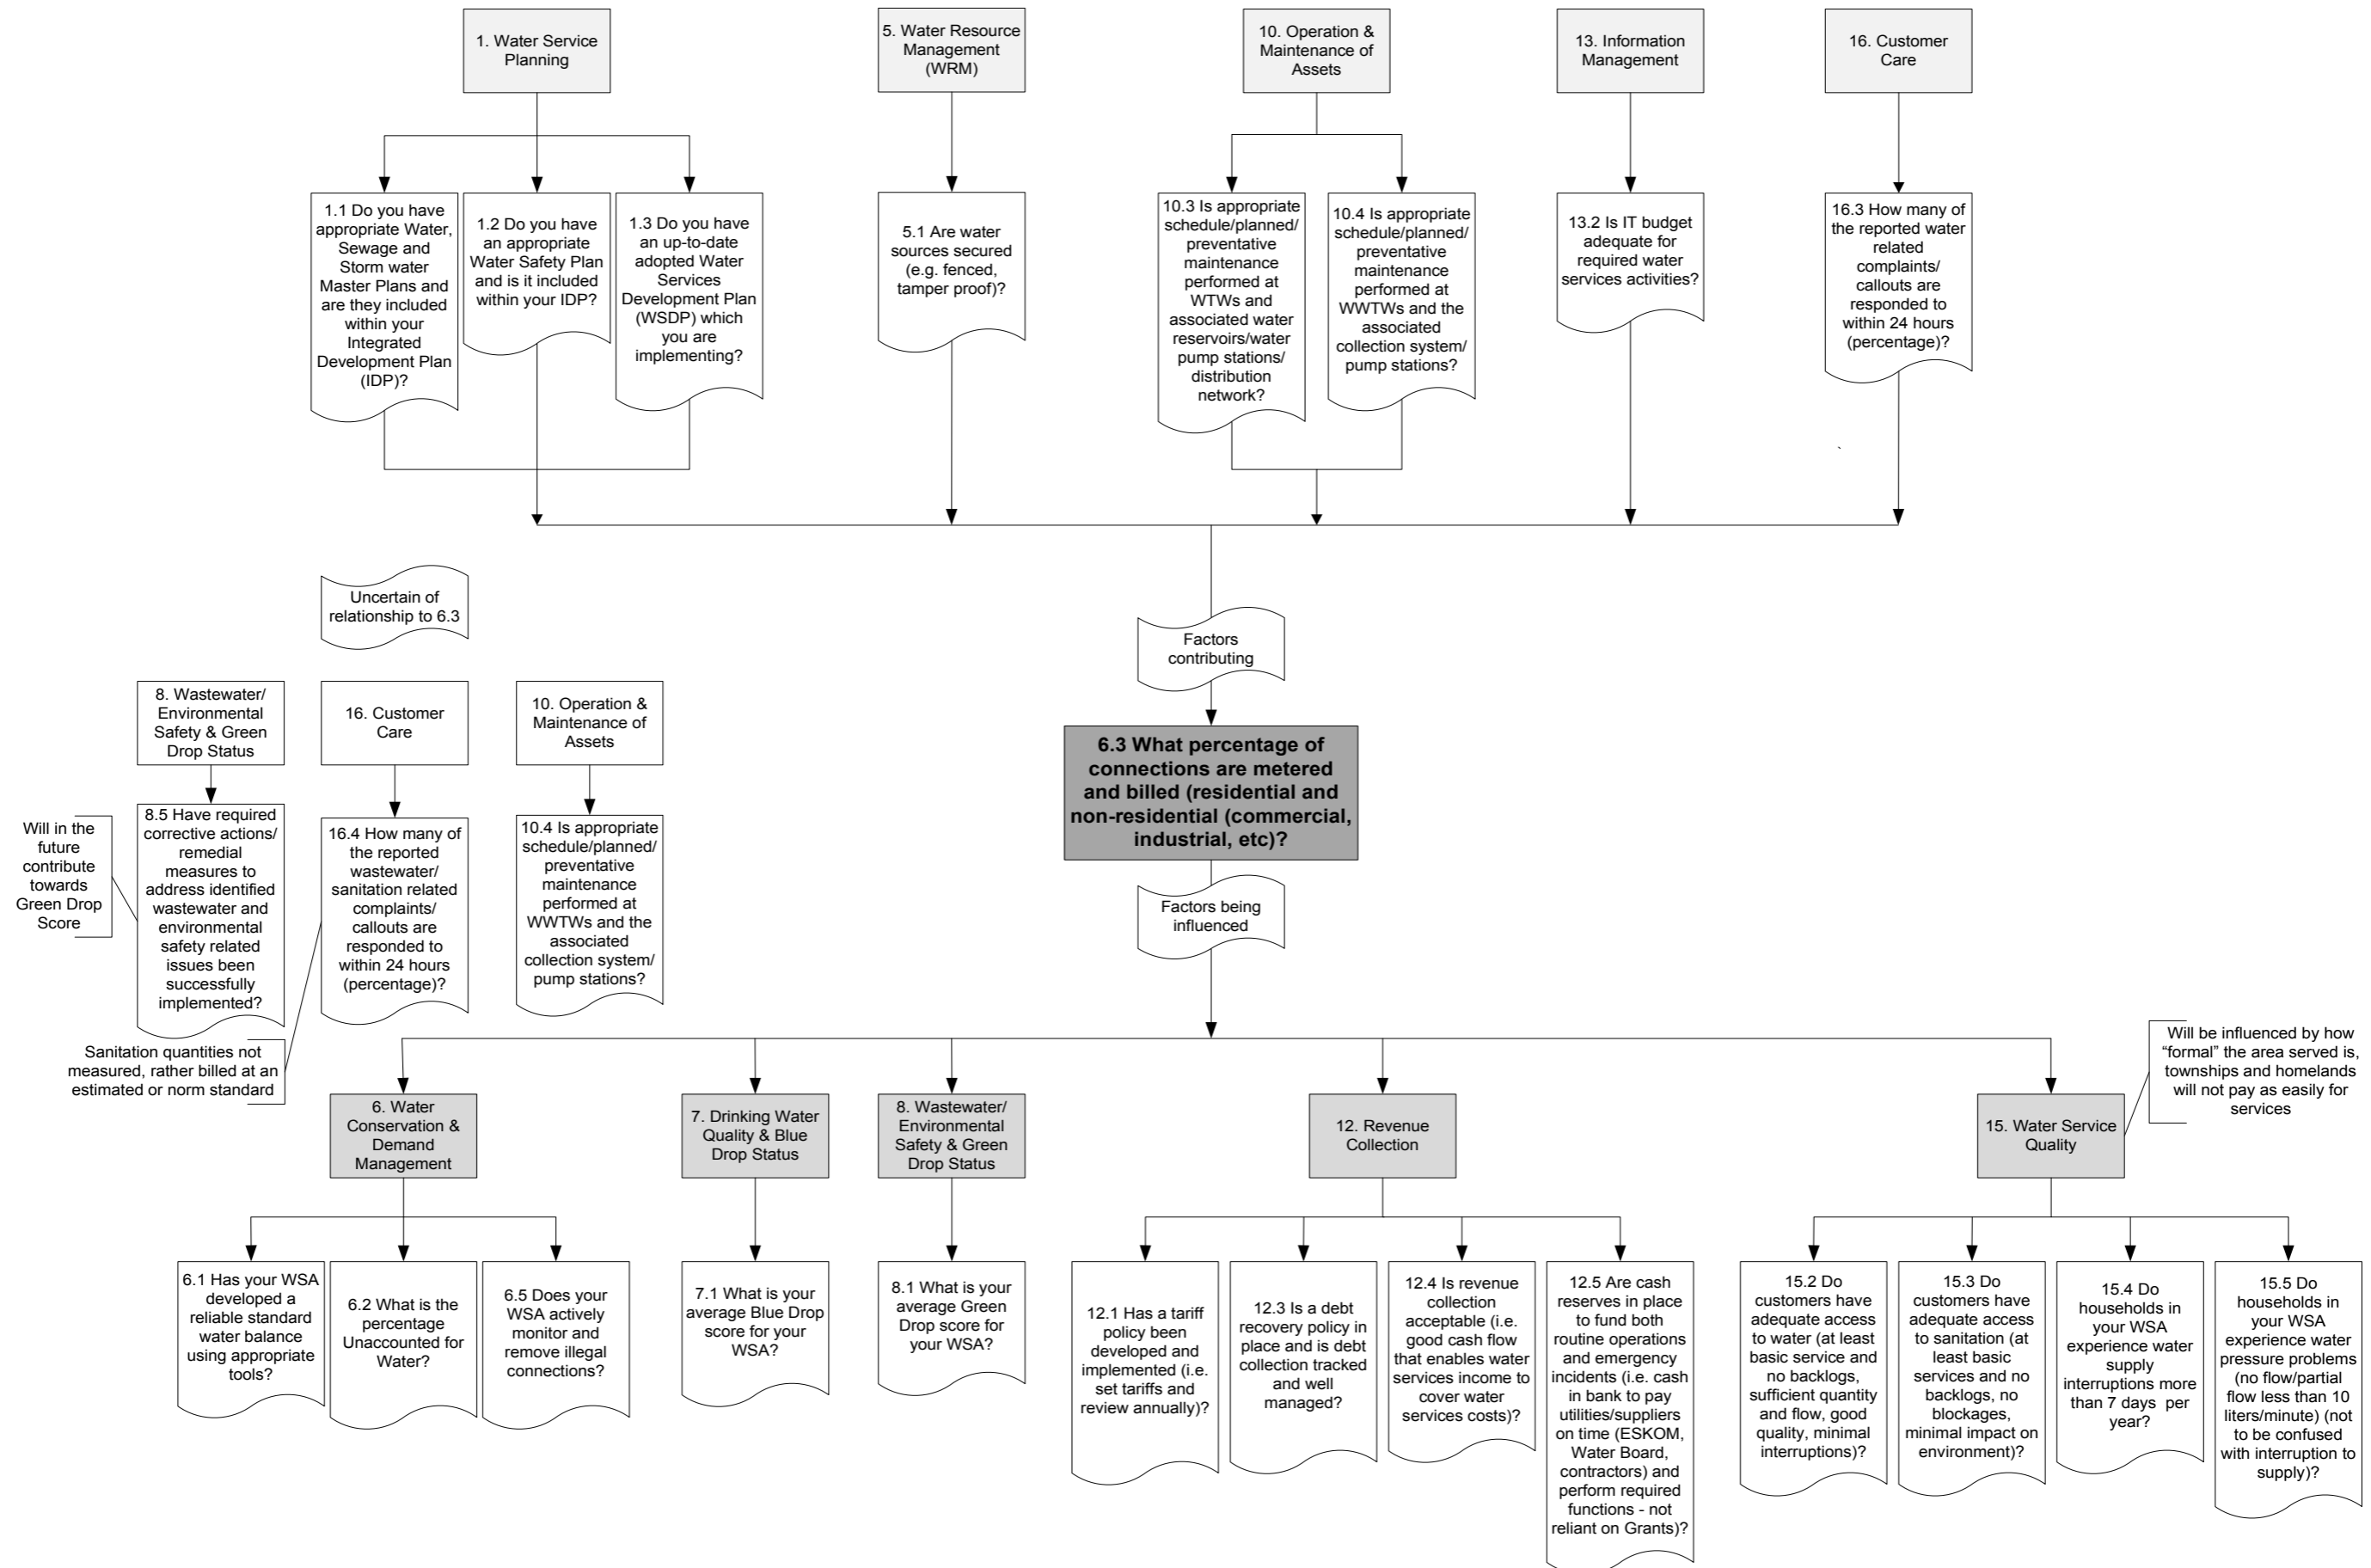 1. Water Service
Planning
5. Water Resource
Management
(WRM)
10. Operation &
Maintenance of
Assets
13. Information
Management
16. Customer
Care
1.1 Do you have
appropriate Water,
Sewage and
Storm water
Master Plans and
are they included
within your
Integrated
Development Plan
(IDP)?
1.2 Do you have
an appropriate
Water Safety Plan
and is it included
within your IDP?
1.3 Do you have
an up-to-date
adopted Water
Services
Development Plan
(WSDP) which
you are
implementing?
5.1 Are water
sources secured
(e.g. fenced,
tamper proof)?
10.3 Is appropriate
schedule/planned/
preventative
maintenance
performed at
WTWs and
associated water
reservoirs/water
pump stations/
distribution
network?
10.4 Is appropriate
schedule/planned/
preventative
maintenance
performed at
WWTWs and the
associated
collection system/
pump stations?
13.2 Is IT budget
adequate for
required water
services activities?
16.3 How many of
the reported water
related
complaints/
callouts are
responded to
within 24 hours
(percentage)?
Uncertain of
relationship to 6.3
Factors
contributing
8. Wastewater/
Environmental
Safety & Green
Drop Status
16. Customer
Care
10. Operation &
Maintenance of
Assets
6.3 What percentage of
connections are metered
and billed (residential and
non-residential (commercial,
industrial, etc)?
Will in the
future
contribute
towards
Green Drop
Score
8.5 Have required
corrective actions/
remedial
measures to
address identified
wastewater and
environmental
safety related
issues been
successfully
implemented?
16.4 How many of
the reported
wastewater/
sanitation related
complaints/
callouts are
responded to
within 24 hours
(percentage)?
10.4 Is appropriate
schedule/planned/
preventative
maintenance
performed at
WWTWs and the
associated
collection system/
pump stations?
Factors being
influenced
Sanitation quantities not
measured, rather billed at an
estimated or norm standard
Will be influenced by how
“formal” the area served is,
townships and homelands
will not pay as easily for
services
6. Water
Conservation &
Demand
Management
7. Drinking Water
Quality & Blue
Drop Status
8. Wastewater/
Environmental
Safety & Green
Drop Status
12. Revenue
Collection
15. Water Service
Quality
6.1 Has your WSA
developed a
reliable standard
water balance
using appropriate
tools?
6.2 What is the
percentage
Unaccounted for
Water?
6.5 Does your
WSA actively
monitor and
remove illegal
connections?
7.1 What is your
average Blue Drop
score for your
WSA?
8.1 What is your
average Green
Drop score for
your WSA?
12.1 Has a tariff
policy been
developed and
implemented (i.e.
set tariffs and
review annually)?
12.3 Is a debt
recovery policy in
place and is debt
collection tracked
and well
managed?
12.4 Is revenue
collection
acceptable (i.e.
good cash flow
that enables water
services income to
cover water
services costs)?
12.5 Are cash
reserves in place
to fund both
routine operations
and emergency
incidents (i.e. cash
in bank to pay
utilities/suppliers
on time (ESKOM,
Water Board,
contractors) and
perform required
functions - not
reliant on Grants)?
15.2 Do
customers have
adequate access
to water (at least
basic service and
no backlogs,
sufficient quantity
and flow, good
quality, minimal
interruptions)?
15.3 Do
customers have
adequate access
to sanitation (at
least basic
services and no
backlogs, no
blockages,
minimal impact on
environment)?
15.4 Do
households in
your WSA
experience water
supply
interruptions more
than 7 days per
year?
15.5 Do
households in
your WSA
experience water
pressure problems
(no flow/partial
flow less than 10
liters/minute) (not
to be confused
with interruption to
supply)?